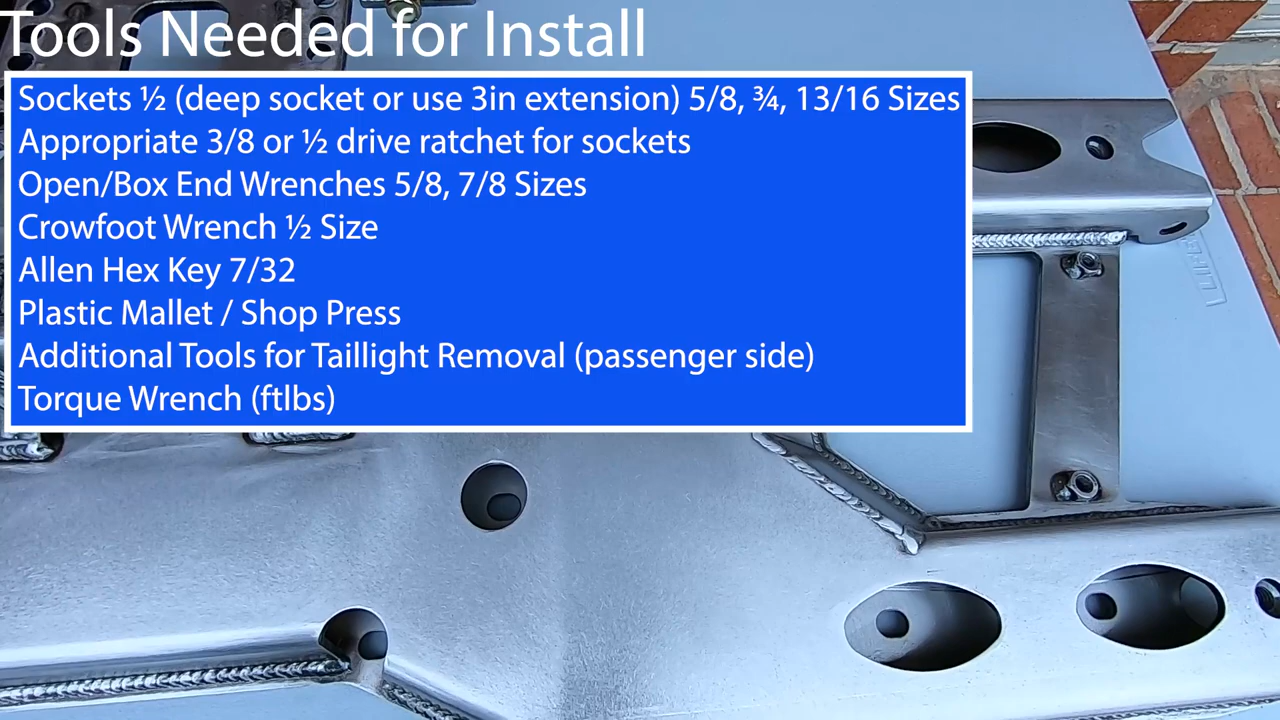 Tools Needed for Install
Sockets ½ (deep socket or use 3in extension) 5/8, ¾, 13/16 Sizes
Appropriate 3/8 or ½ drive ratchet for sockets
Open/Box End Wrenches 5/8, 7/8 Sizes
Crowfoot Wrench ½ Size
Allen Hex Key 7/32
Plastic Mallet / Shop Press
Additional Tools for Taillight Removal (passenger side)
Torque Wrench (ftlbs)